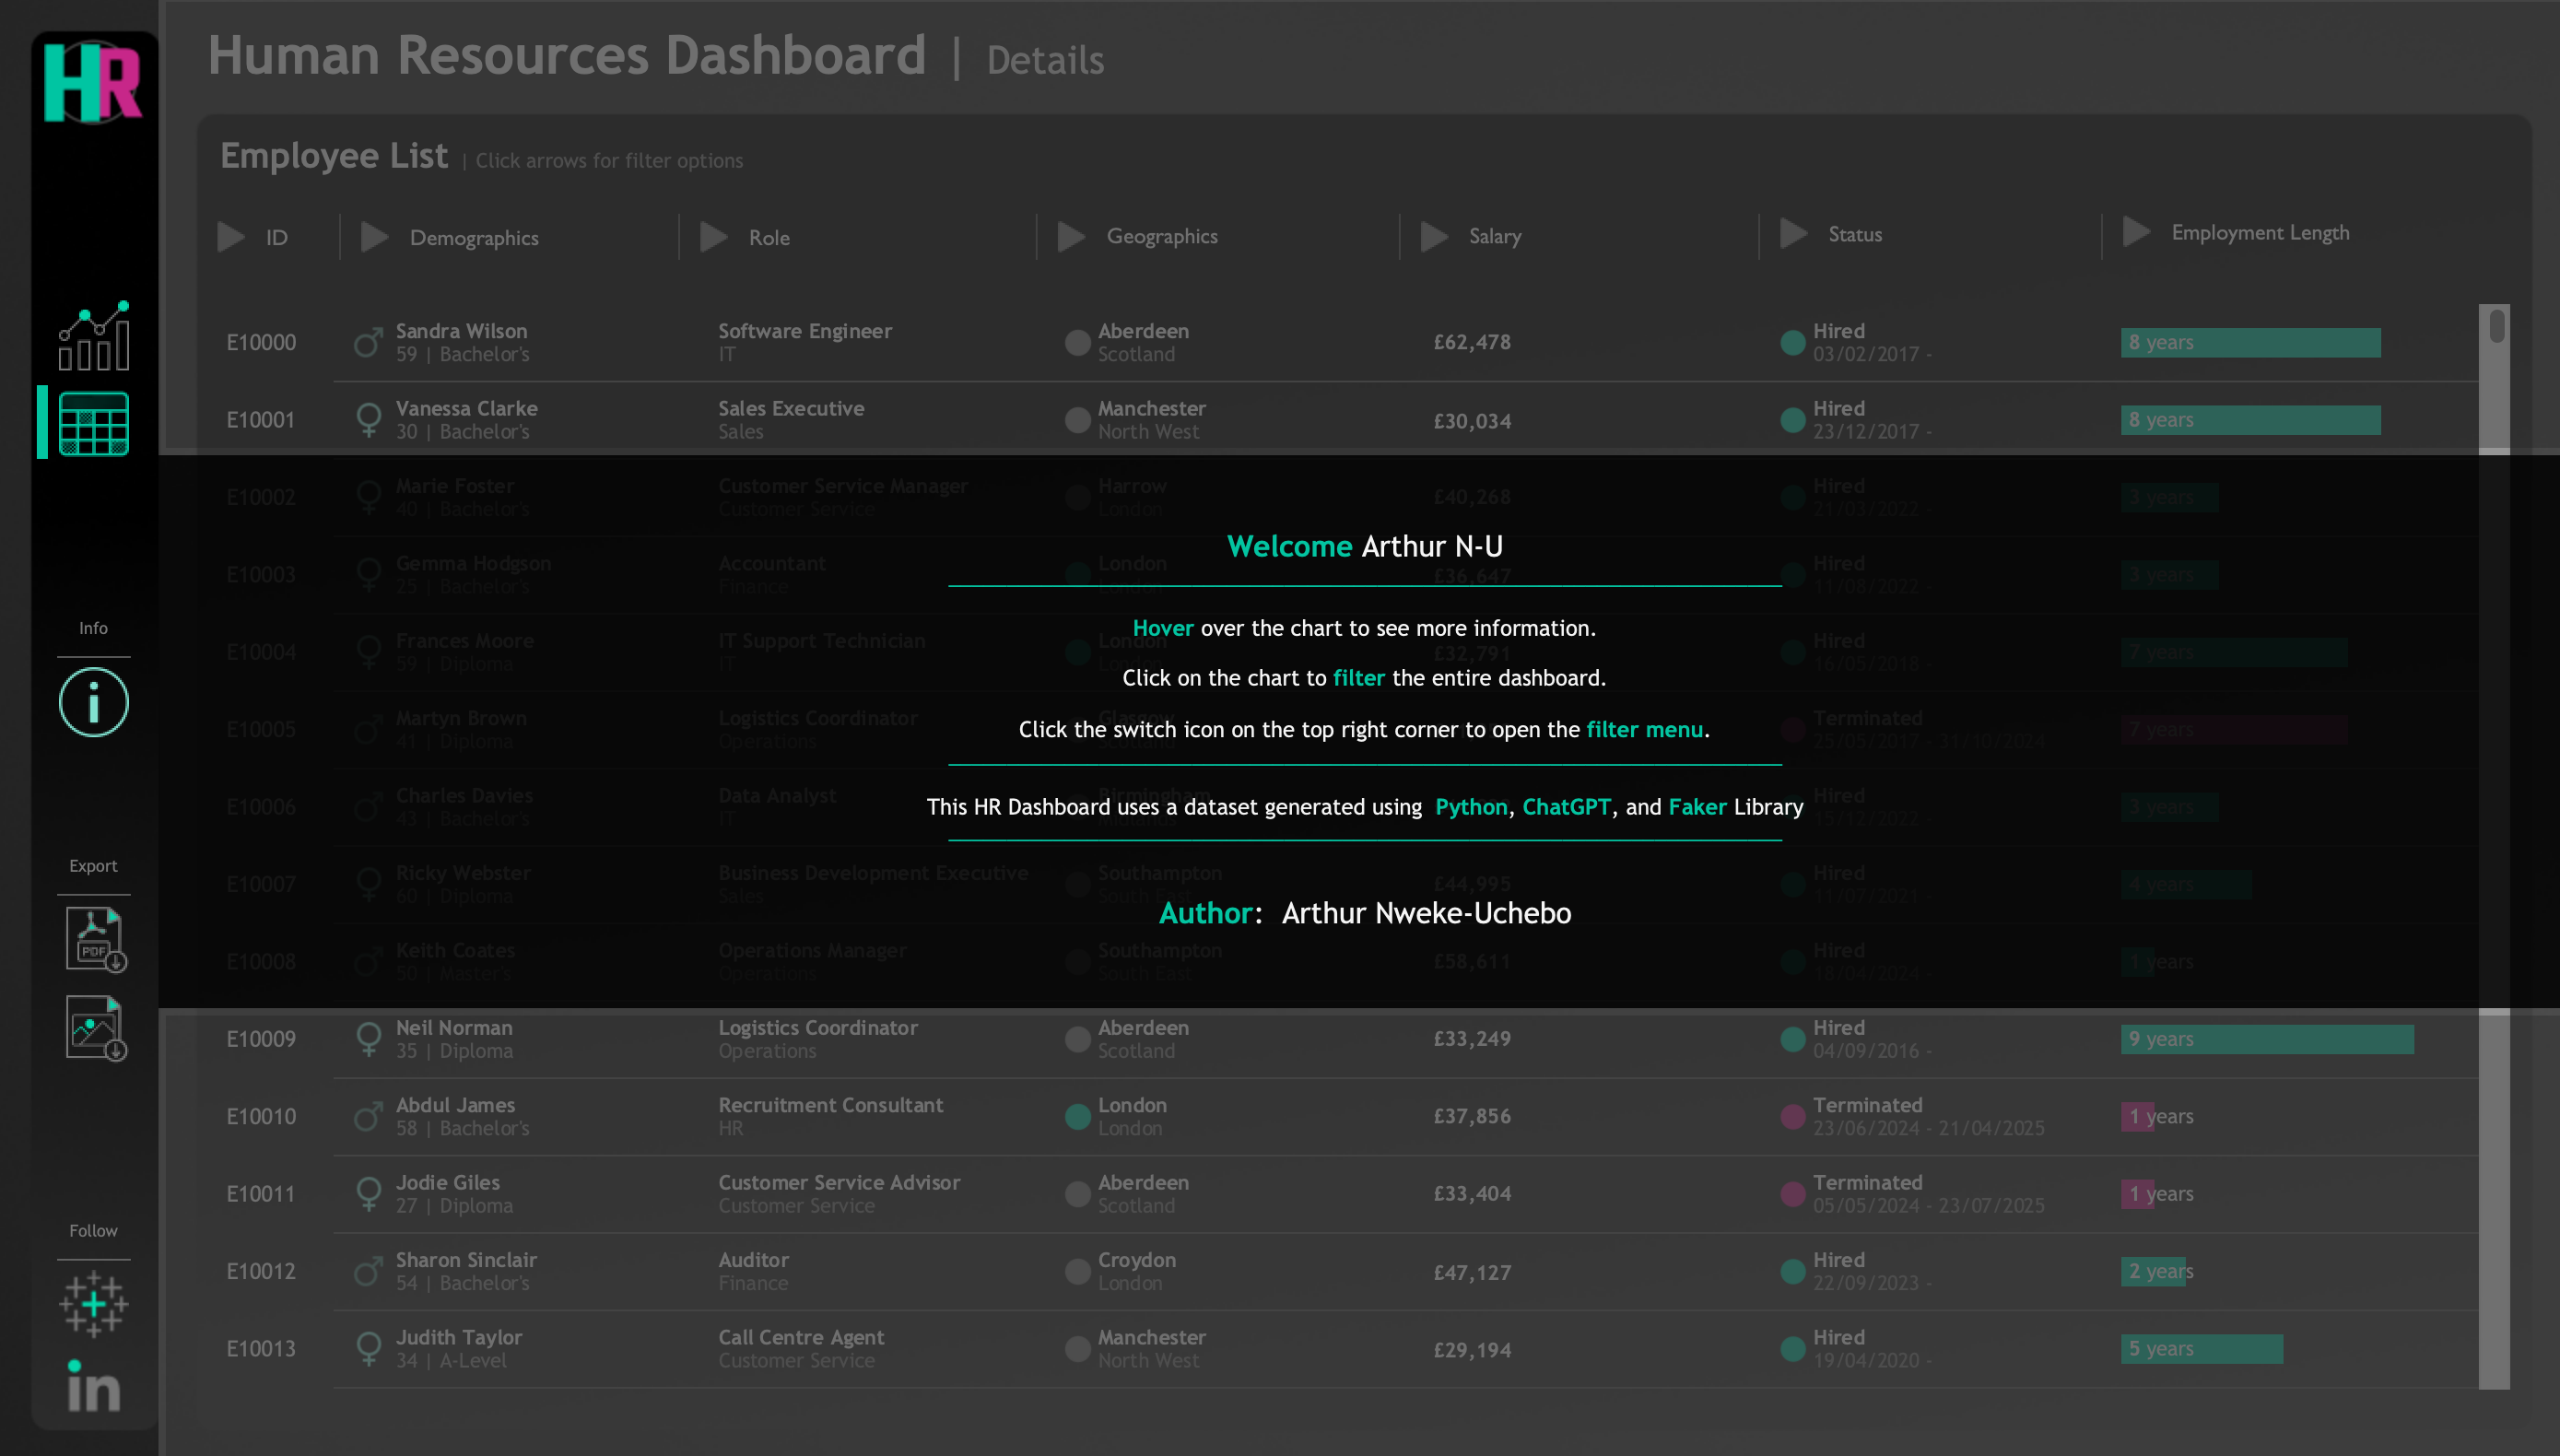 HR
Human Resources Dashboard | Details
Employee List | Click arrows for filter options
ID Demographics Role Geographics Salary Status Employment Length
E10000 Sandra Wilson Software Engineer Aberdeen £62,478 Hired 8 years
59 | Bachelor's IT Scotland 03/02/2017 -
E10001 Vanessa Clarke Sales Executive Manchester £30,034 Hired 8 years
30 | Bachelor's Sales North West 23/12/2017 -
E10002 Marie Foster Customer Service Manager Harrow £40,268 Hired 3 years
40 | Bachelor's Customer Service London 21/03/2022 -
Welcome Arthur N-U
E10003 Gemma Hodgson Accountant London £36,647 Hired 3 years
25 | Bachelor's Finance London 11/08/2022 -
Info
Hover over the chart to see more information.
E10004 Frances Moore IT Support Technician London £32,791 Hired 7 years
59 | Diploma IT London 16/05/2018 -
Click on the chart to filter the entire dashboard.
E10005 Martyn Brown Logistics Coordinator Glasgow Terminated 7 years
41 | Diploma Operations Scotland 25/05/2017 - 31/10/2024
Click the switch icon on the top right corner to open the filter menu.
E10006 Charles Davies Data Analyst Birmingham Hired 3 years
43 | Bachelor's IT 15/12/2022 -
This HR Dashboard uses a dataset generated using Python, ChatGPT, and Faker Library
Export
E10007 Ricky Webster Business Development Executive Southampton £44,995 Hired 4 years
60 | Diploma Sales South East 11/07/2021 -
Author: Arthur Nweke-Uchebo
PDF
E10008 Keith Coates Operations Manager Southampton £58,611 Hired 1 years
50 | Master's Operations South East 18/04/2024 -
E10009 Neil Norman Logistics Coordinator Aberdeen £33,249 Hired 9 years
35 | Diploma Operations Scotland 04/09/2016 -
E10010 Abdul James Recruitment Consultant London £37,856 Terminated 1 years
58 | Bachelor's HR London 23/06/2024 - 21/04/2025
E10011 Jodie Giles Customer Service Advisor Aberdeen £33,404 Terminated 1 years
27 | Diploma Customer Service Scotland 05/05/2024 - 23/07/2025
Follow
E10012 Sharon Sinclair Auditor Croydon £47,127 Hired 2 years
54 | Bachelor's Finance London 22/09/2023 -
E10013 Judith Taylor Call Centre Agent Manchester £29,194 Hired 5 years
34 | A-Level Customer Service North West 19/04/2020 -
in